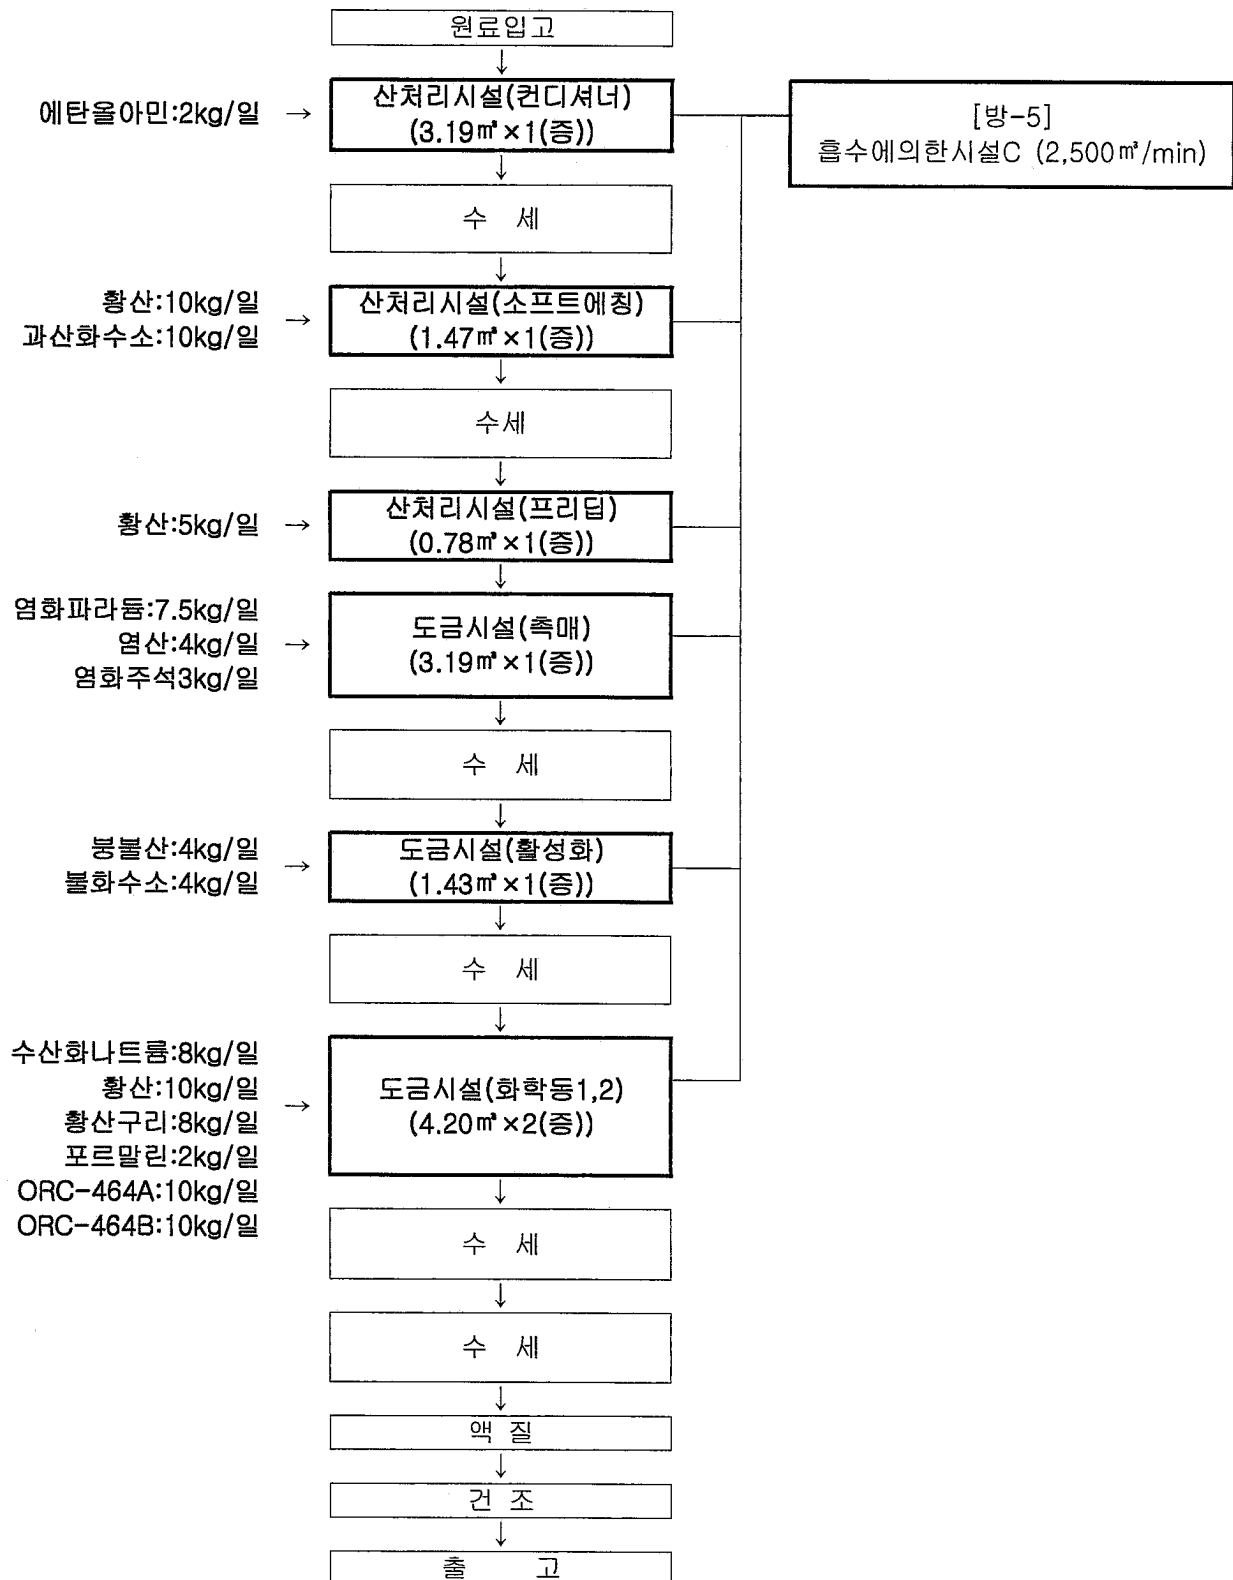 원료입고
↓
에탄올아민:2kg/일 →
산처리시설(컨디셔너)
(3.19㎥×1(증))
[방-5]
흡수에의한시설C (2,500㎥/min)
↓
수 세
↓
황산:10kg/일
과산화수소:10kg/일
→
산처리시설(소프트에칭)
(1.47㎥×1(증))
↓
수세
↓
황산:5kg/일 →
산처리시설(프리딥)
(0.78㎥×1(증))
↓
염화파라듐:7.5kg/일
염산:4kg/일 →
염화주석3kg/일
도금시설(촉매)
(3.19㎥×1(증))
↓
수 세
↓
붕불산:4kg/일
불화수소:4kg/일
→
도금시설(활성화)
(1.43㎥×1(증))
↓
수 세
↓
수산화나트륨:8kg/일
황산:10kg/일
황산구리:8kg/일
포르말린:2kg/일
ORC-464A:10kg/일
ORC-464B:10kg/일
→
도금시설(화학동1,2)
(4.20㎥×2(증))
↓
수 세
↓
수 세
↓
액 질
↓
건 조
↓
출 고